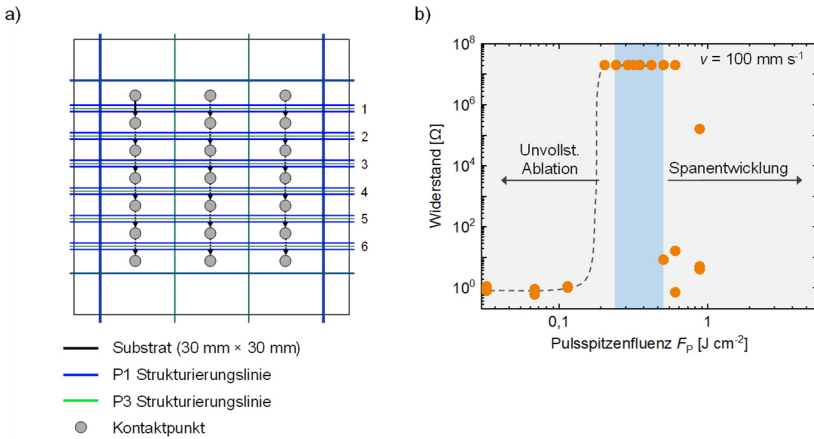 a)
1
2
3
4
5
6
Substrat (30 mm × 30 mm)
P1 Strukturierungslinie
P3 Strukturierungslinie
Kontaktpunkt
b)
Widerstand [Ω]
10⁸
10⁶
10⁴
10²
10⁰
v = 100 mm s⁻¹
Unvollst.
Ablation
Spanentwicklung
0,1
1
Pulsspitzenfluenz F_P [J cm⁻²]